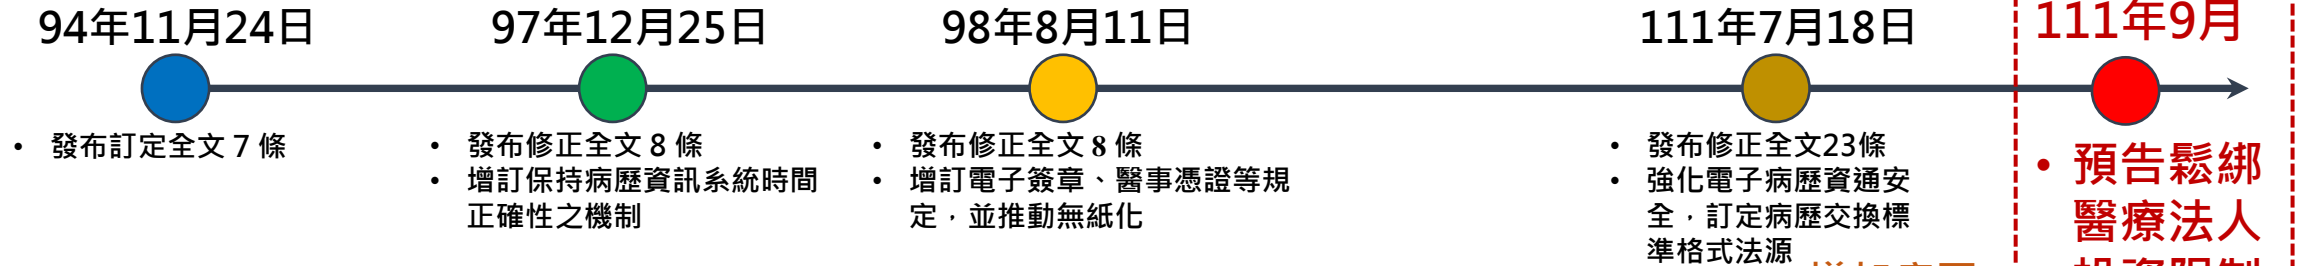 94年11月24日
• 發布訂定全文 7 條
97年12月25日
• 發布修正全文 8 條
• 增訂保持病歷資訊系統時間
正確性之機制
98年8月11日
• 發布修正全文 8 條
• 增訂電子簽章、醫事憑證等規
定，並推動無紙化
111年7月18日
• 發布修正全文23條
• 強化電子病歷資通安
全，訂定病歷交換標
準格式法源
111年9月
• 預告鬆綁
醫療法人